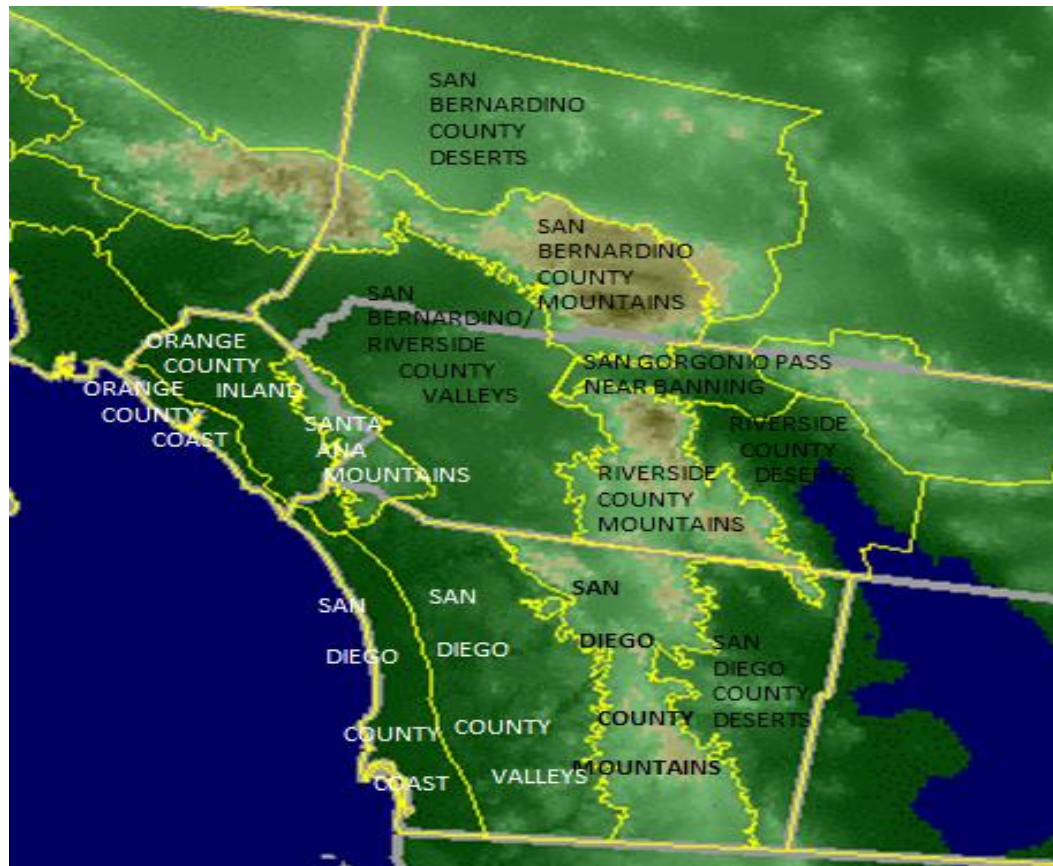 SAN
BERNARDINO
COUNTY
DESERTS
SAN
BERNARDINO
COUNTY
MOUNTAINS
SAN
BERNARDINO/
RIVERSIDE
COUNTY
VALLEYS
ORANGE
COUNTY
INLAND
ORANGE
COUNTY
COAST
SANTA
ANA
MOUNTAINS
SAN GORGONIO PASS
NEAR BANNING
RIVERSIDE
COUNTY
DESERTS
RIVERSIDE
COUNTY
MOUNTAINS
SAN
DIEGO
COUNTY
COAST
SAN
DIEGO
COUNTY
VALLEYS
SAN
DIEGO
COUNTY
MOUNTAINS
SAN
DIEGO
COUNTY
DESERTS